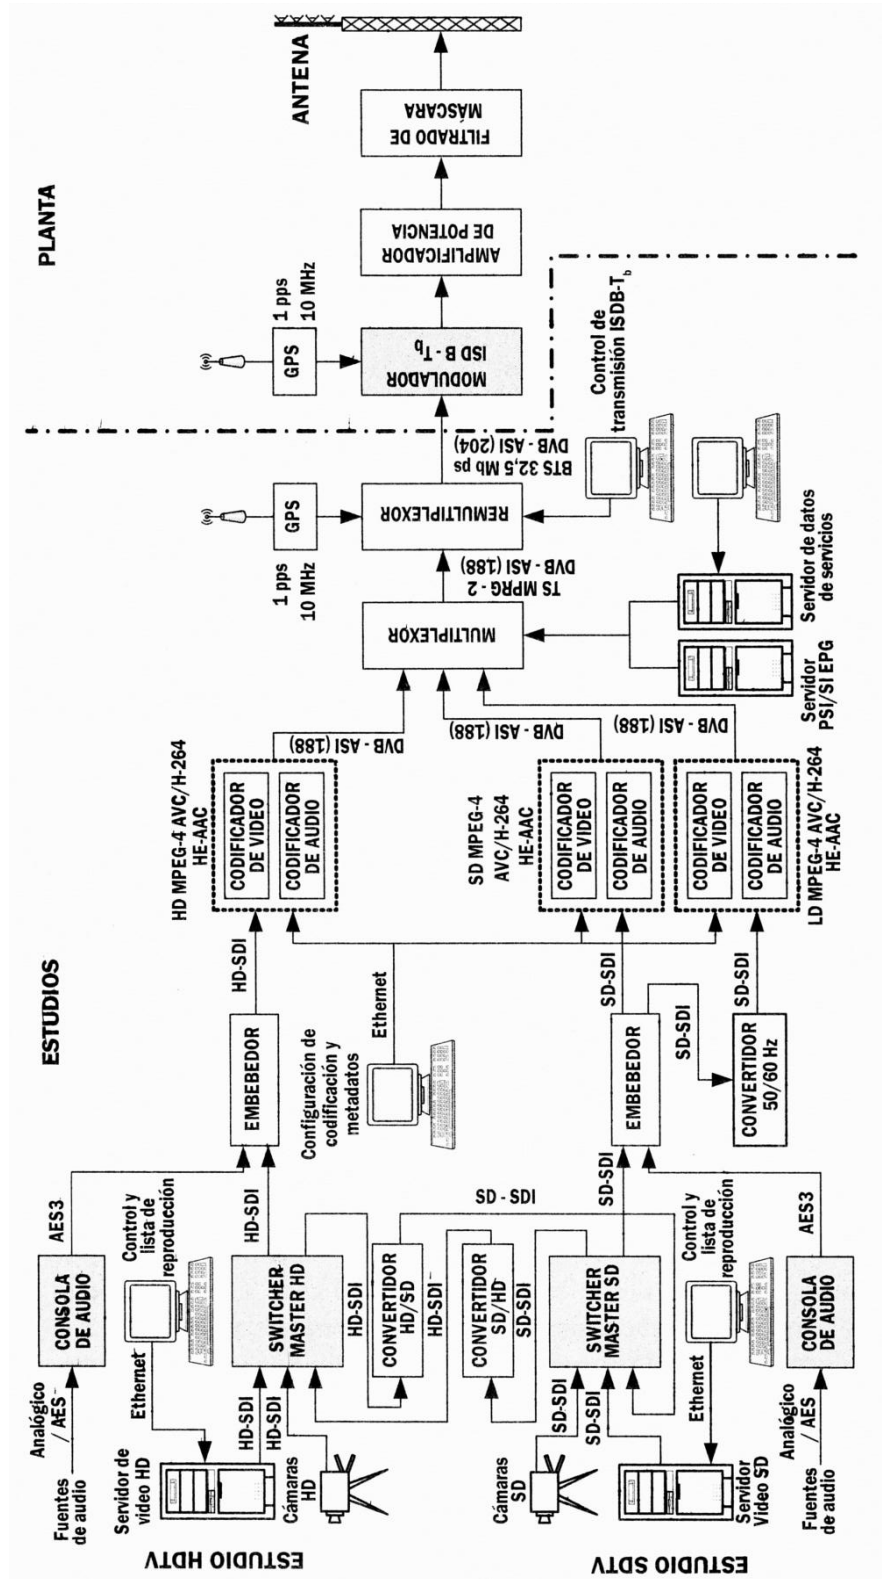 ESTUDIOS
PLANTA
ESTUDIO HDTV
Fuentes
de audio
Analógico
/ AES
CONSOLA
DE AUDIO
AES3
Ethernet
Control y
lista de
reproducción
Servidor de
video HD
HD-SDI
HD-SDI
Cámaras
HD
SWITCHER
MASTER HD
HD-SDI
EMBEBEDOR
HD-SDI
HD-SDI
CONVERTIDOR
HD/SD
SD - SDI
HD-SDI
CONVERTIDOR
SD/HD
SD-SDI
ESTUDIO SDTV
Cámaras
SD
SD-SDI
SD-SDI
Servidor
Video SD
SWITCHER
MASTER SD
SD-SDI
Ethernet
Control y
lista de
reproducción
Fuentes
de audio
Analógico
/ AES
CONSOLA
DE AUDIO
AES3
EMBEBEDOR
SD-SDI
SD-SDI
CONVERTIDOR
50/60 Hz
SD-SDI
Configuración de
codificación y
metadatos
Ethernet
HD MPEG-4 AVC/H-264
HE-AAC
CODIFICADOR
DE VIDEO
CODIFICADOR
DE AUDIO
DVB - ASI (188)
SD MPEG-4
AVC/H-264
HE-AAC
CODIFICADOR
DE VIDEO
CODIFICADOR
DE AUDIO
DVB - ASI (188)
CODIFICADOR
DE VIDEO
CODIFICADOR
DE AUDIO
LD MPEG-4 AVC/H-264
HE-AAC
DVB - ASI (188)
MULTIPLEXOR
Servidor
PSI/SI EPG
Servidor de datos
de servicios
TS MPRG - 2
DVB - ASI (188)
1 pps
10 MHz
GPS
REMULTIPLEXOR
Control de
transmisión ISDB-Tb
BTS 32,5 Mb ps
DVB - ASI (204)
1 pps
10 MHz
GPS
MODULADOR
ISD B - Tb
AMPLIFICADOR
DE POTENCIA
FILTRADO DE
MÁSCARA
ANTENA